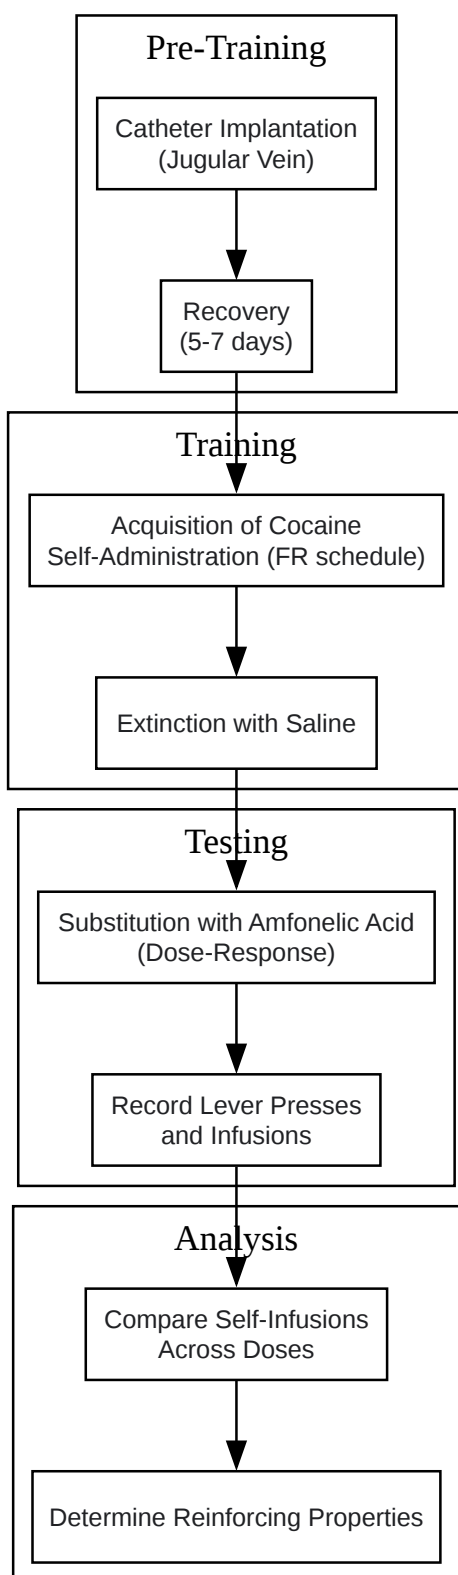 Pre-Training
Catheter Implantation
(Jugular Vein)
Recovery
(5-7 days)
Training
Acquisition of Cocaine
Self-Administration (FR schedule)
Extinction with Saline
Testing
Substitution with Amfonelic Acid
(Dose-Response)
Record Lever Presses
and Infusions
Analysis
Compare Self-Infusions
Across Doses
Determine Reinforcing Properties